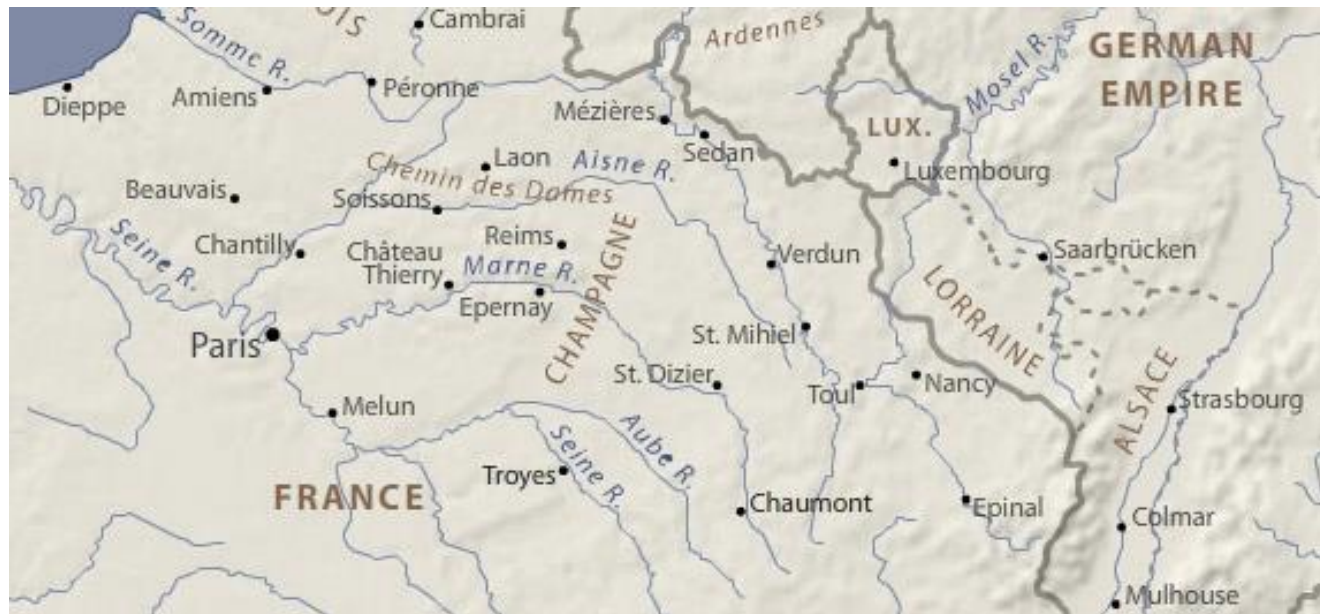 OIS
Cambrai
Ardennes
GERMAN
EMPIRE
Somme R.
Mosel R.
Dieppe
Amiens
Péronne
Mézières
LUX.
Sedan
Luxembourg
Laon
Aisne R.
Chemin des Dames
Beauvais
Soissons
Seine R.
Chantilly
Château
Thierry
Reims
Marne R.
Verdun
Saarbrücken
Epernay
CHAMPAGNE
LORRAINE
Paris
St. Mihiel
St. Dizier
Toul
Nancy
ALSACE
Strasbourg
Melun
Aube R.
Troyes
Seine R.
FRANCE
Chaumont
Epinal
Colmar
Mulhouse